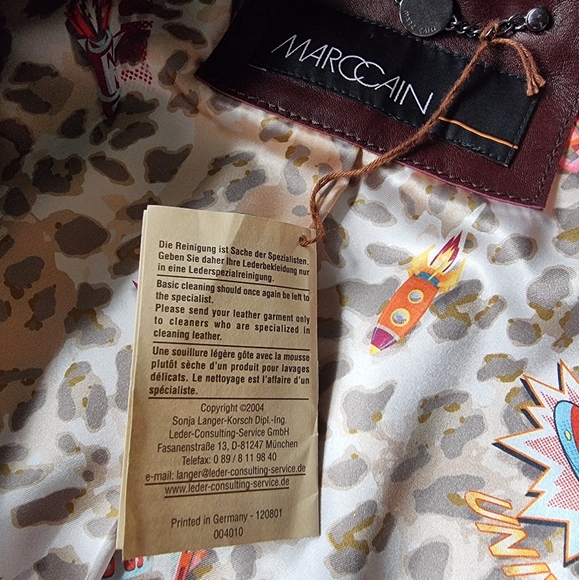 MARCCAIN
Die Reinigung ist Sache der Spezialisten.
Geben Sie daher Ihre Lederbekleidung nur
in eine Lederspezialreinigung.
Basic cleaning should once again be left to
the specialist.
Please send your leather garment only
to cleaners who are specialized in
cleaning leather.
Une souillure légère gôte avec la mousse
plutôt sèche d'un produit pour lavages
délicats. Le nettoyage est l'affaire d'un
spécialiste.
Copyright ©2004
Sonja Langer-Korsch Dipl.-Ing.
Leder-Consulting-Service GmbH
Fasanenstraße 13, D-81247 München
Telefax: 0 89 / 8 11 98 40
e-mail: langer@leder-consulting-service.de
www.leder-consulting-service.de
Printed in Germany - 120801
004010